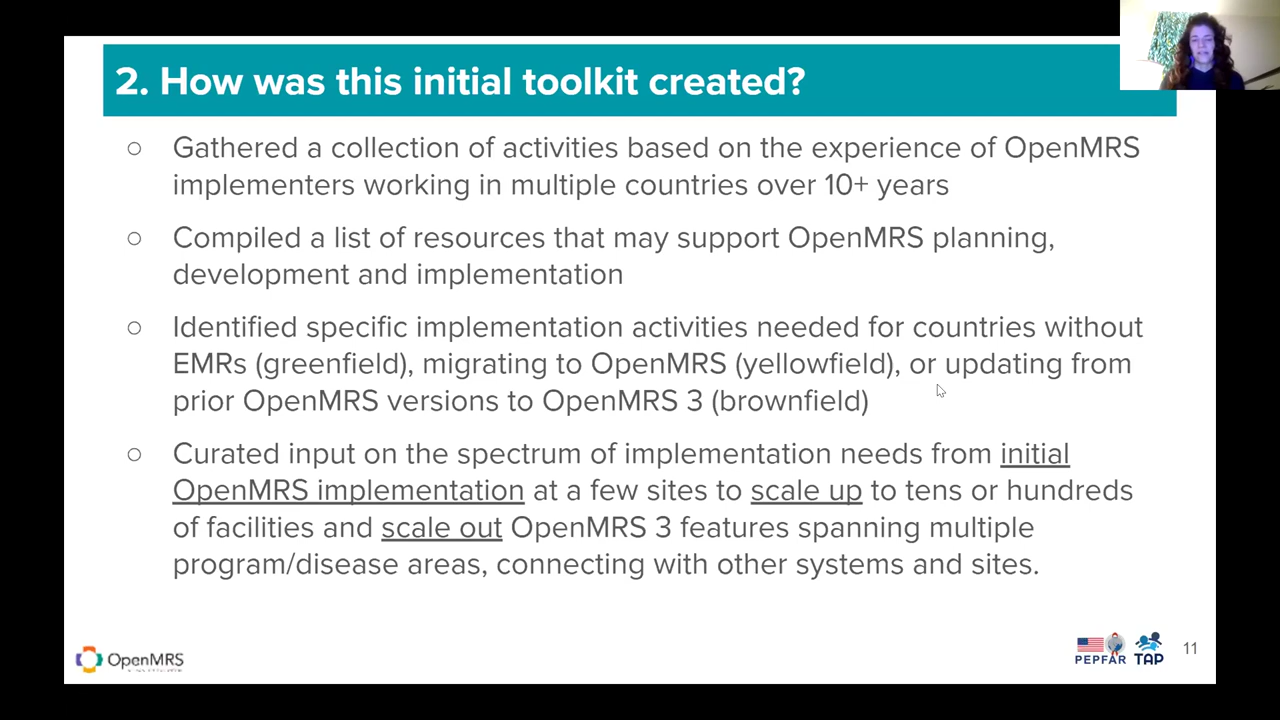 2. How was this initial toolkit created?
○ Gathered a collection of activities based on the experience of OpenMRS
implementers working in multiple countries over 10+ years
○ Compiled a list of resources that may support OpenMRS planning,
development and implementation
○ Identified specific implementation activities needed for countries without
EMRs (greenfield), migrating to OpenMRS (yellowfield), or updating from
prior OpenMRS versions to OpenMRS 3 (brownfield)
○ Curated input on the spectrum of implementation needs from initial
OpenMRS implementation at a few sites to scale up to tens or hundreds
of facilities and scale out OpenMRS 3 features spanning multiple
program/disease areas, connecting with other systems and sites.
OpenMRS
PEPFAR
TAP
11